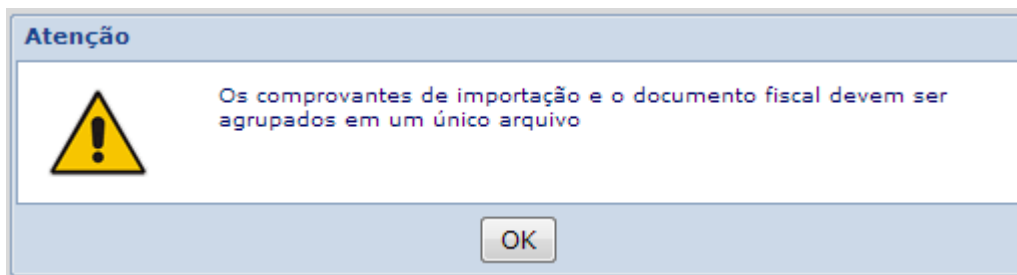 Atenção
Os comprovantes de importação e o documento fiscal devem ser
agrupados em um único arquivo
OK